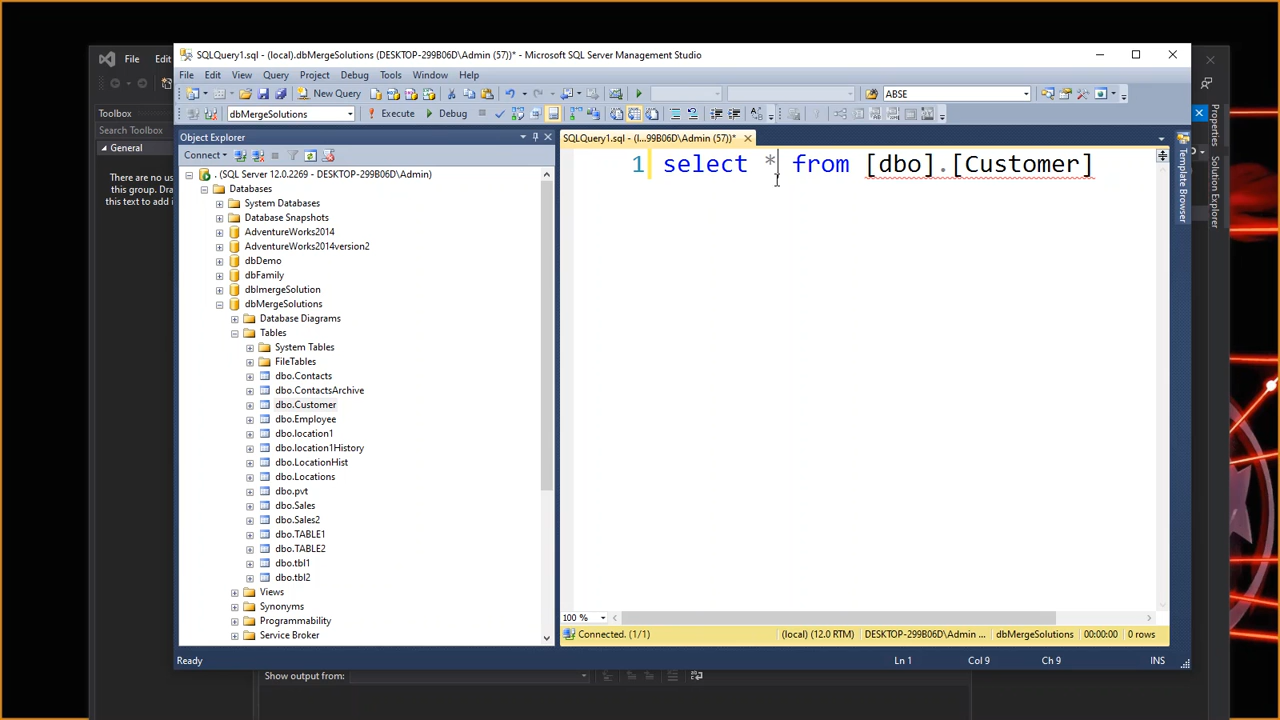 SQLQuery1.sql - (local).dbMergeSolutions (DESKTOP-299B06D\Admin (57))* - Microsoft SQL Server Management Studio
File Edit View Query Project Debug Tools Window Help
File Edi
New Query
ABSE
dbMergeSolutions
Execute Debug
Toolbox
Search Toolbox
General
There are no us
this group. Dra
this text to add i
Object Explorer
Connect
. (SQL Server 12.0.2269 - DESKTOP-299B06D\Admin)
Databases
System Databases
Database Snapshots
AdventureWorks2014
AdventureWorks2014version2
dbDemo
dbFamily
dbImergeSolution
dbMergeSolutions
Database Diagrams
Tables
System Tables
FileTables
dbo.Contacts
dbo.ContactsArchive
dbo.Customer
dbo.Employee
dbo.location1
dbo.location1History
dbo.LocationHist
dbo.Locations
dbo.pvt
dbo.Sales
dbo.Sales2
dbo.TABLE1
dbo.TABLE2
dbo.tbl1
dbo.tbl2
Views
Synonyms
Programmability
Service Broker
SQLQuery1.sql - (l...99B06D\Admin (57))*
1 select * from [dbo].[Customer]
100 %
Connected. (1/1)
(local) (12.0 RTM) DESKTOP-299B06D\Admin ... dbMergeSolutions 00:00:00 0 rows
Ready Ln 1 Col 9 Ch 9 INS
Template Browser
Properties
Solution Explorer
Show output from: